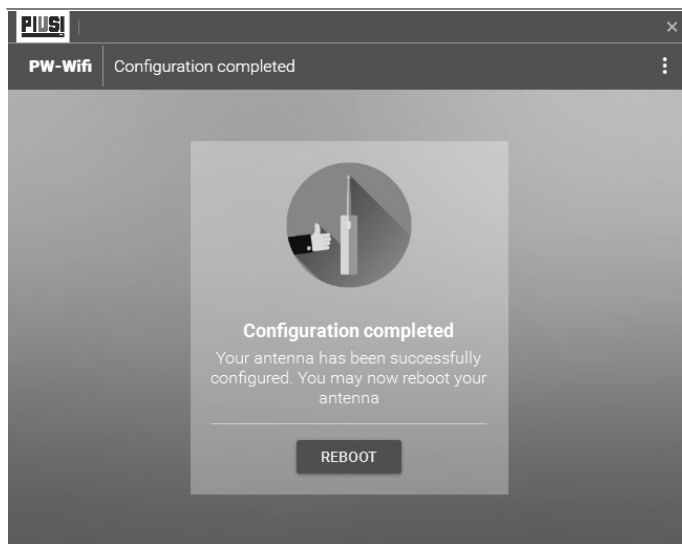 PIUSI
PW-Wifi Configuration completed
Configuration completed
Your antenna has been successfully
configured. You may now reboot your
antenna
REBOOT